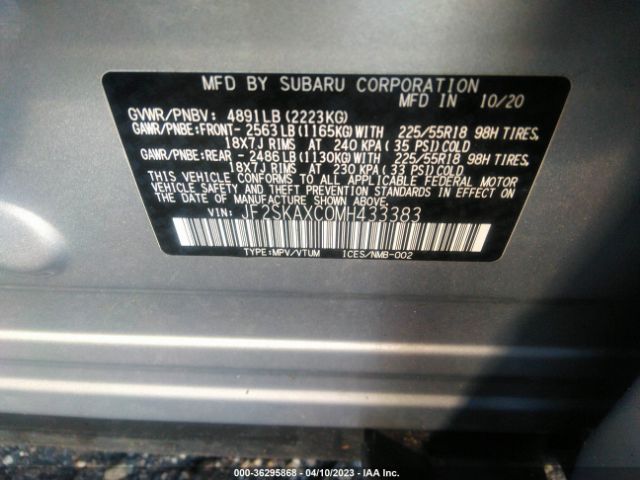 MFD BY SUBARU CORPORATION
MFD IN 10/20
GVWR/PNBV: 4891LB(2223KG)
GAWR/PNBE:FRONT- 2563LB(1165KG)WITH 225/55R18 98H TIRES,
18X7J RIMS AT 240 KPA( 35 PSI)COLD
GAWR/PNBE:REAR - 2486LB(1130KG)WITH 225/55R18 98H TIRES,
18X7J RIMS AT 230 KPA( 33 PSI)COLD
THIS VEHICLE CONFORMS TO ALL APPLICABLE FEDERAL MOTOR
VEHICLE SAFETY AND THEFT PREVENTION STANDARDS IN EFFECT
ON THE DATE OF MANUFACTURE SHOWN ABOVE.
VIN: JF2SKAXC0MH433383
TYPE:MPV/VTUM ICES/NMB-002
000-36295868 - 04/10/2023 - IAA Inc.